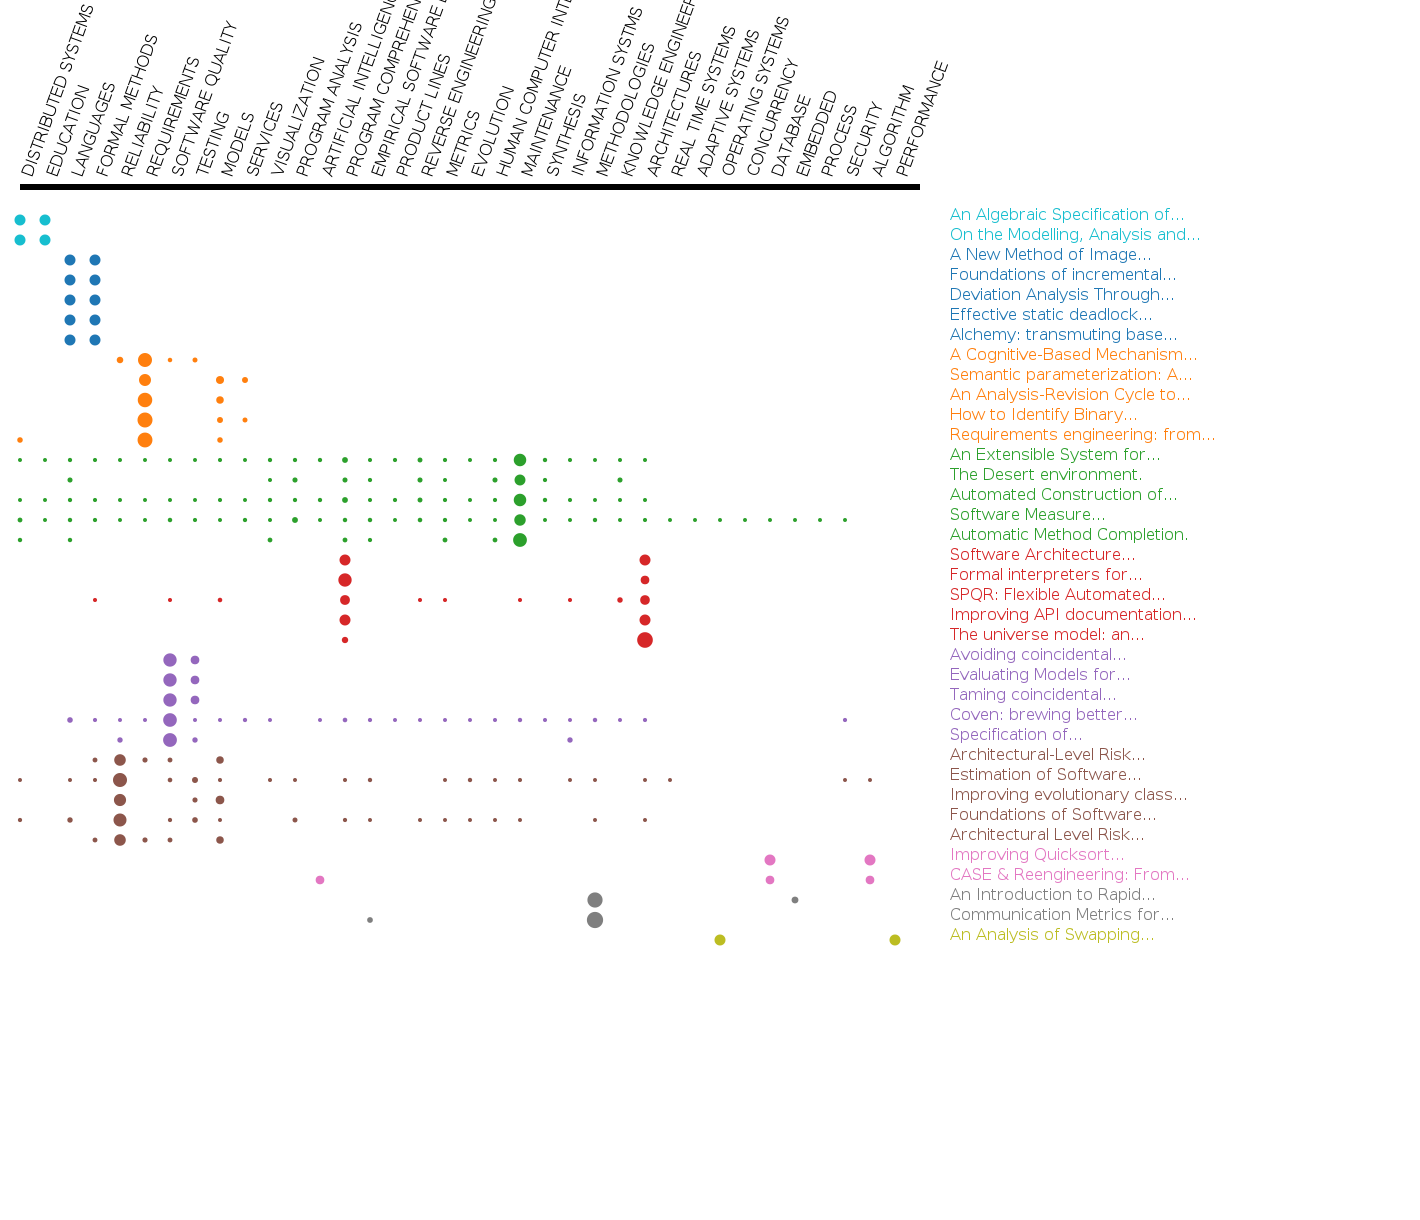 DISTRIBUTED SYSTEMS
EDUCATION
LANGUAGES
FORMAL METHODS
RELIABILITY
REQUIREMENTS
SOFTWARE QUALITY
TESTING
MODELS
SERVICES
VISUALIZATION
PROGRAM ANALYSIS
ARTIFICIAL INTELLIGENC
PROGRAM COMPREHEN
EMPIRICAL SOFTWARE
PRODUCT LINES
REVERSE ENGINEERING
METRICS
EVOLUTION
HUMAN COMPUTER INTE
MAINTENANCE
SYNTHESIS
INFORMATION SYSTMS
METHODOLOGIES
KNOWLEDGE ENGINEER
ARCHITECTURES
REAL TIME SYSTEMS
ADAPTIVE SYSTEMS
OPERATING SYSTEMS
CONCURRENCY
DATABASE
EMBEDDED
PROCESS
SECURITY
ALGORITHM
PERFORMANCE
An Algebraic Specification of...
On the Modelling, Analysis and...
A New Method of Image...
Foundations of incremental...
Deviation Analysis Through...
Effective static deadlock...
Alchemy: transmuting base...
A Cognitive-Based Mechanism...
Semantic parameterization: A...
An Analysis-Revision Cycle to...
How to Identify Binary...
Requirements engineering: from...
An Extensible System for...
The Desert environment.
Automated Construction of...
Software Measure...
Automatic Method Completion.
Software Architecture...
Formal interpreters for...
SPQR: Flexible Automated...
Improving API documentation...
The universe model: an...
Avoiding coincidental...
Evaluating Models for...
Taming coincidental...
Coven: brewing better...
Specification of...
Architectural-Level Risk...
Estimation of Software...
Improving evolutionary class...
Foundations of Software...
Architectural Level Risk...
Improving Quicksort...
CASE & Reengineering: From...
An Introduction to Rapid...
Communication Metrics for...
An Analysis of Swapping...